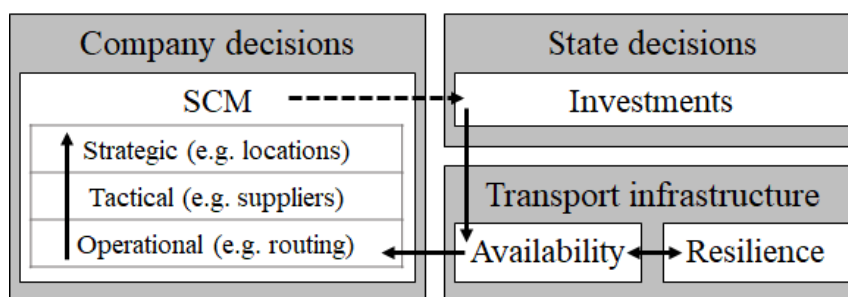 Company decisions
SCM
Strategic (e.g. locations)
Tactical (e.g. suppliers)
Operational (e.g. routing)
State decisions
Investments
Transport infrastructure
Availability
Resilience